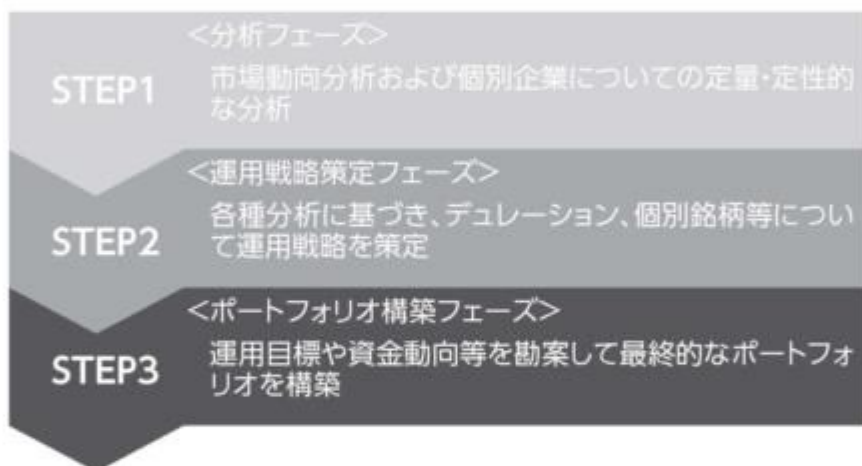 <分析フェーズ>
STEP1
市場動向分析および個別企業についての定量・定性的
な分析
<運用戦略策定フェーズ>
STEP2
各種分析に基づき、デュレーション、個別銘柄等につい
て運用戦略を策定
<ポートフォリオ構築フェーズ>
STEP3
運用目標や資金動向等を勘案して最終的なポートフォ
リオを構築